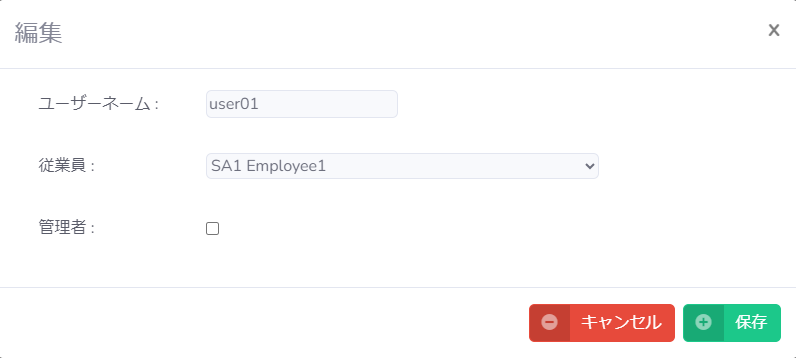 編集
ユーザーネーム : user01
従業員 : SA1 Employee1
管理者 :
キャンセル 保存